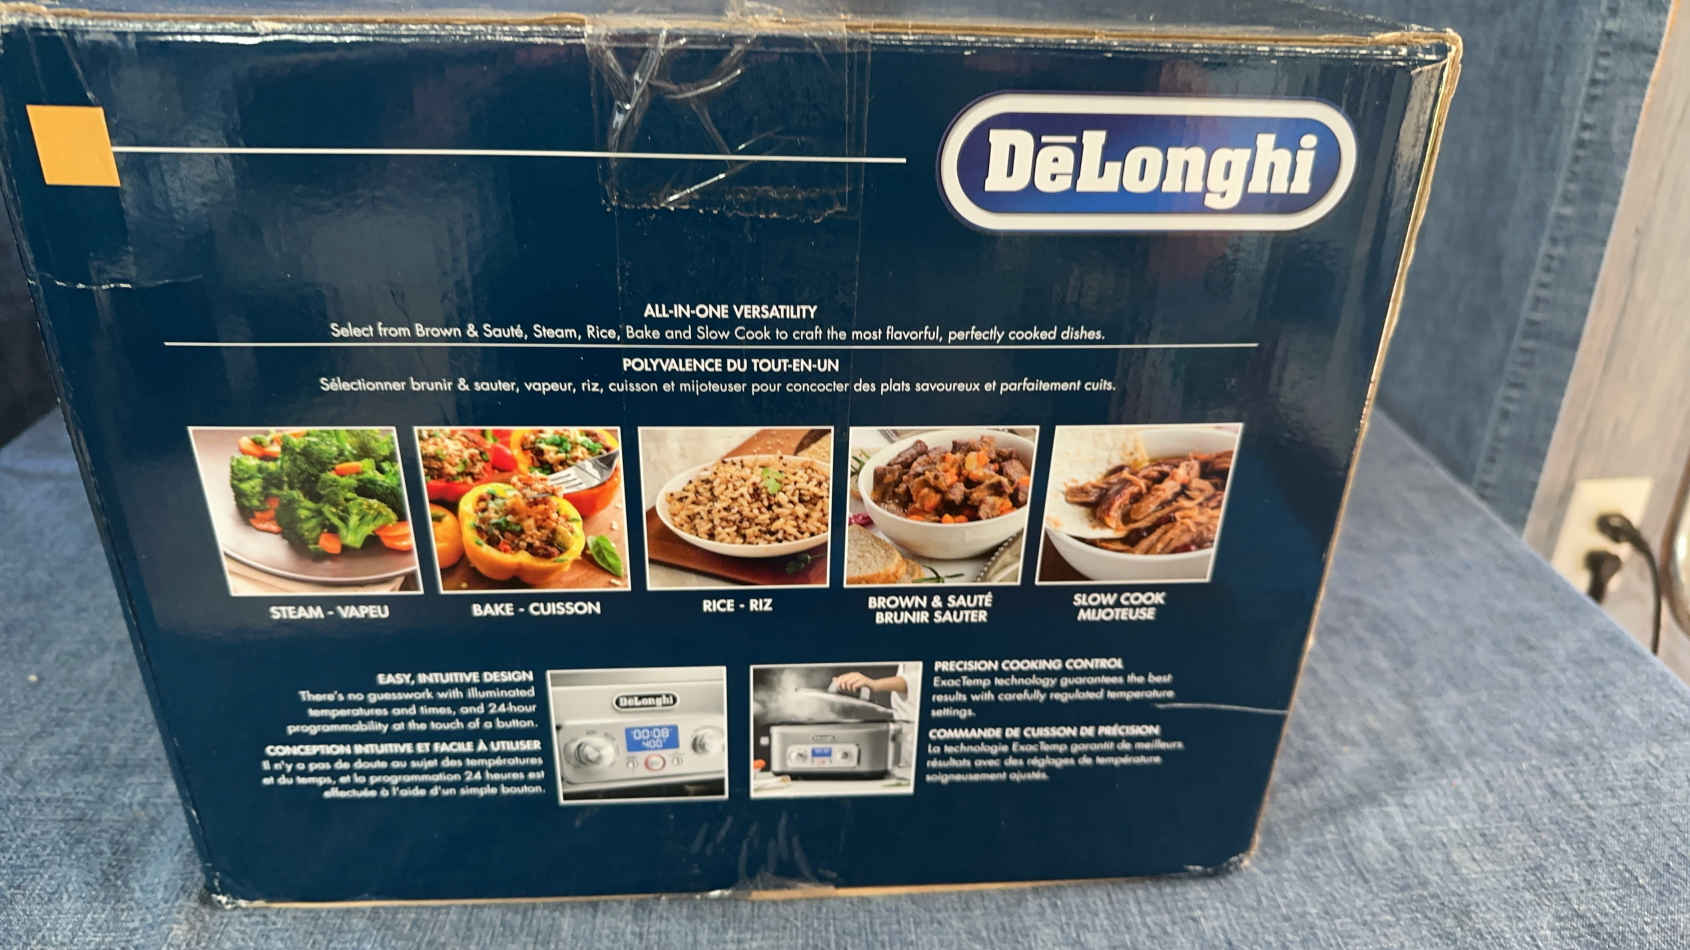 DēLonghi
ALL-IN-ONE VERSATILITY
Select from Brown & Sauté, Steam, Rice, Bake and Slow Cook to craft the most flavorful, perfectly cooked dishes.
POLYVALENCE DU TOUT-EN-UN
Sélectionner brunir & sauter, vapeur, riz, cuisson et mijoteuser pour concocter des plats savoureux et parfaitement cuits.
STEAM - VAPEU
BAKE - CUISSON
RICE - RIZ
BROWN & SAUTÉ
BRUNIR SAUTER
SLOW COOK
MIJOTEUSE
EASY, INTUITIVE DESIGN
There's no guesswork with illuminated
temperatures and times, and 24-hour
programmability at the touch of a button.
CONCEPTION INTUITIVE ET FACILE À UTILISER
Il n'y a pas de doute au sujet des températures
et du temps, et la programmation 24 heures est
effectuée à l'aide d'un simple bouton.
DēLonghi
00:08
400°
PRECISION COOKING CONTROL
ExacTemp technology guarantees the best
results with carefully regulated temperature
settings.
COMMANDE DE CUISSON DE PRÉCISION
La technologie ExacTemp garantit de meilleurs
résultats avec des réglages de température
soigneusement ajustés.